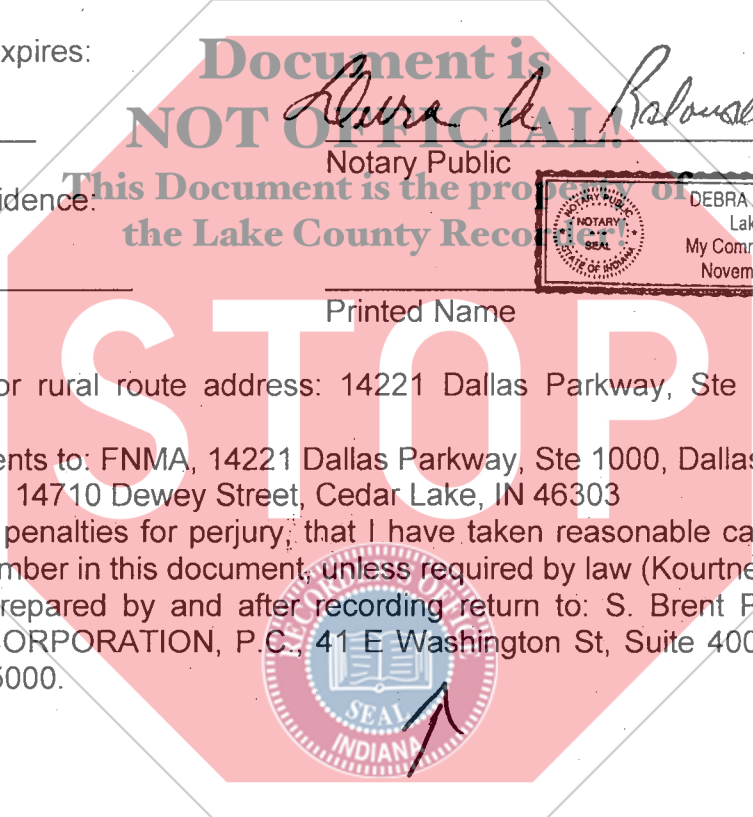 xpires:
Document is
NOT OFFICIAL!
Debra A.
Notary Public
This Document is the property of
idence:
the Lake County Recorder!
NOTARY PUBLIC
NOTARY
SEAL
STATE OF INDIANA
DEBRA
Lak
My Comm
Novem
Printed Name
STOP
or rural route address: 14221 Dallas Parkway, Ste
ents to: FNMA, 14221 Dallas Parkway, Ste 1000, Dallas
14710 Dewey Street, Cedar Lake, IN 46303
penalties for perjury, that I have taken reasonable ca
mber in this document, unless required by law (Kourtne
repared by and after recording return to: S. Brent P
CORPORATION, P.C., 41 E Washington St, Suite 400
5000.
RECORDER'S OFFICE
SEAL
INDIANA